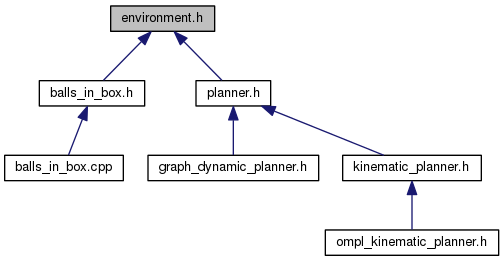 environment.h
balls_in_box.h
planner.h
balls_in_box.cpp
graph_dynamic_planner.h
kinematic_planner.h
ompl_kinematic_planner.h